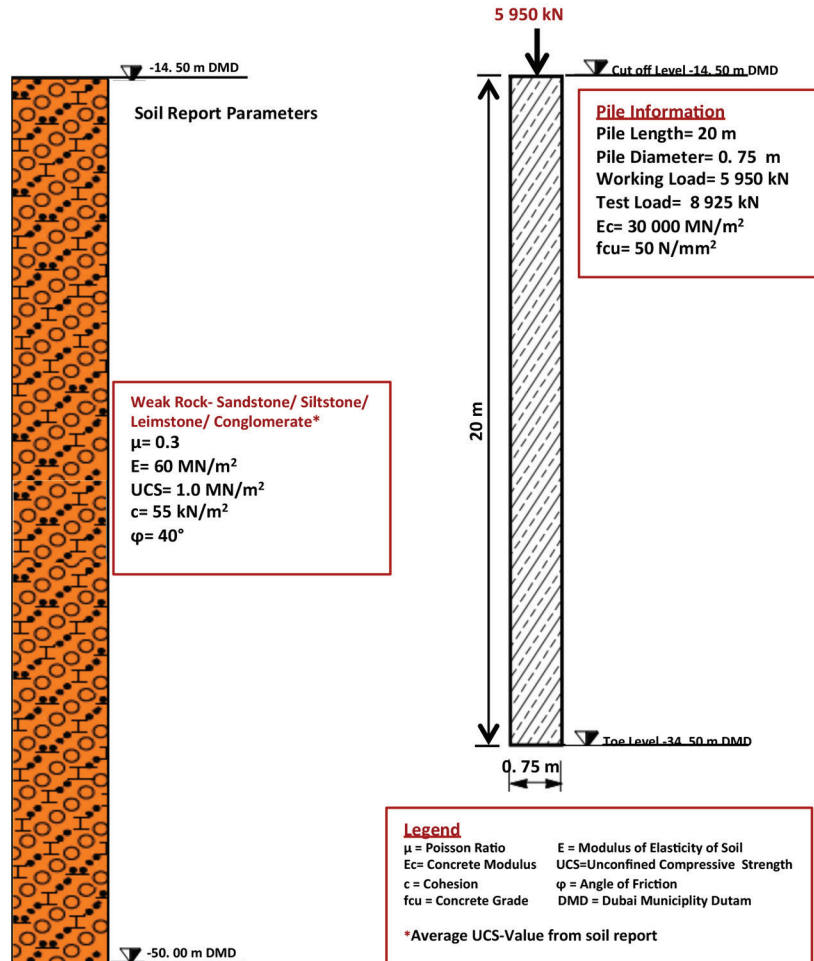 5 950 kN
-14. 50 m DMD
Cut off Level -14. 50 m DMD
Soil Report Parameters
Pile Information
Pile Length= 20 m
Pile Diameter= 0. 75 m
Working Load= 5 950 kN
Test Load= 8 925 kN
Ec= 30 000 MN/m²
fcu= 50 N/mm²
Weak Rock- Sandstone/ Siltstone/
Leimstone/ Conglomerate*
μ= 0.3
E= 60 MN/m²
UCS= 1.0 MN/m²
c= 55 kN/m²
φ= 40°
20 m
Toe Level -34. 50 m DMD
0. 75 m
Legend
μ = Poisson Ratio E = Modulus of Elasticity of Soil
Ec= Concrete Modulus UCS=Unconfined Compressive Strength
c = Cohesion φ = Angle of Friction
fcu = Concrete Grade DMD = Dubai Municiplity Dutam
*Average UCS-Value from soil report
-50. 00 m DMD